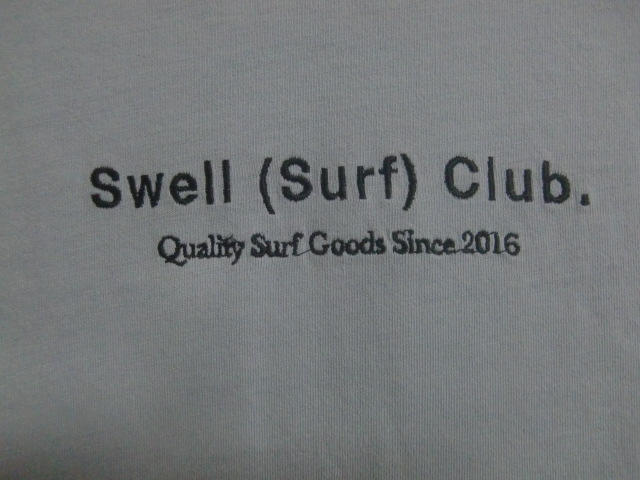 Swell (Surf) Club.
Quality Surf Goods Since 2016